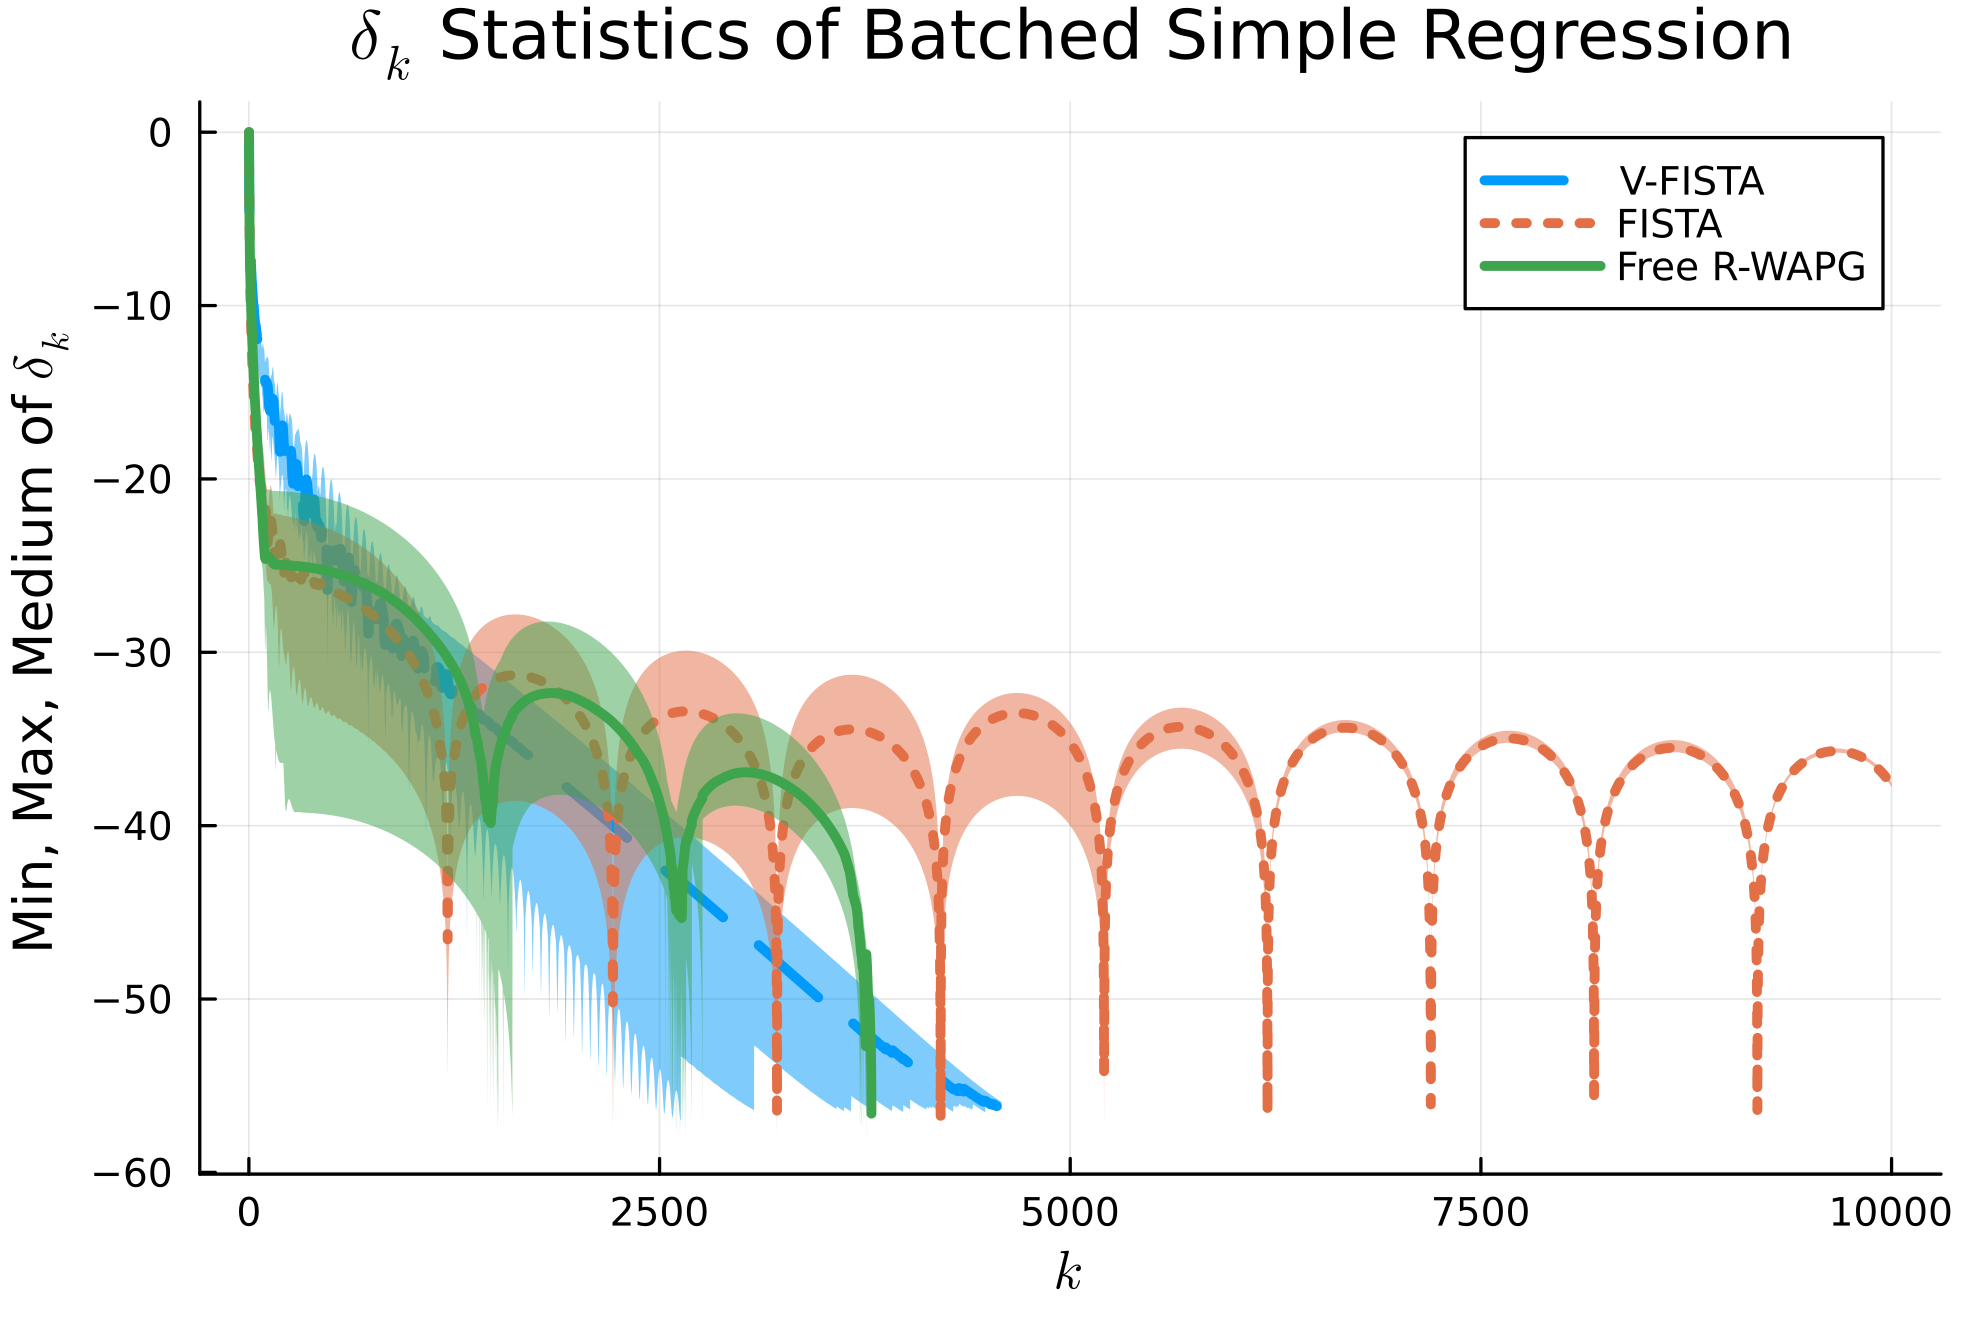 δ_k Statistics of Batched Simple Regression
Min, Max, Medium of δ_k
0
−10
−20
−30
−40
−50
−60
V-FISTA
FISTA
Free R-WAPG
0 2500 5000 7500 10000
k